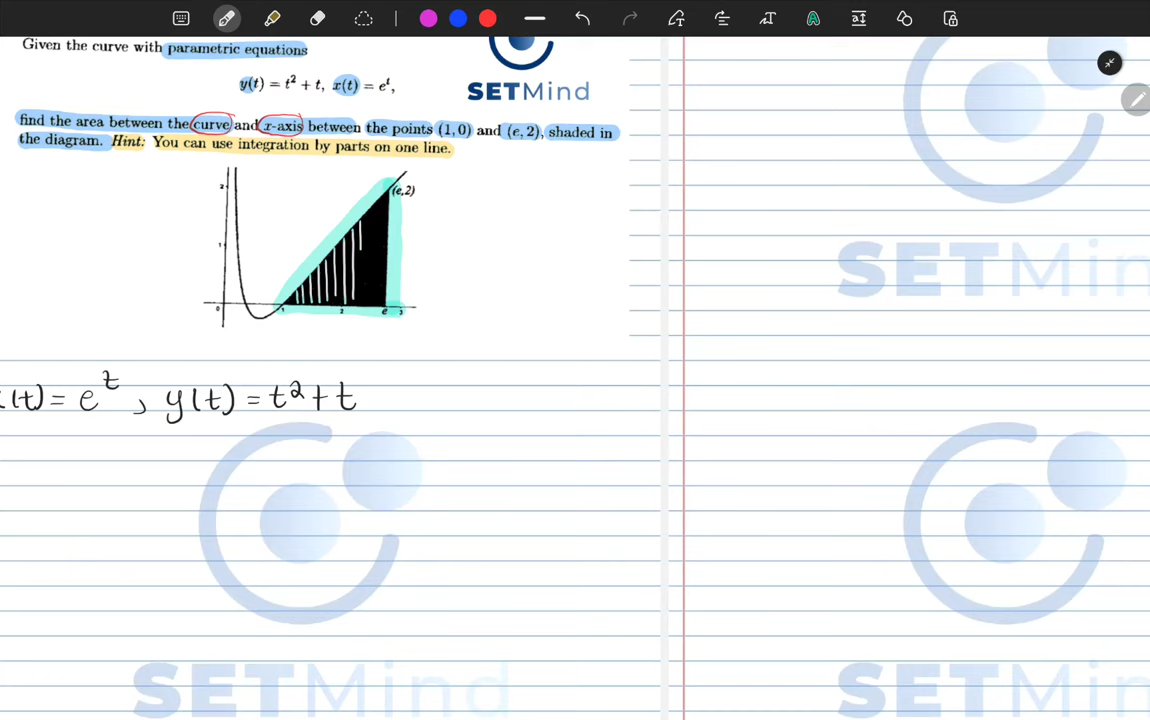 Given the curve with parametric equations
y(t) = t² + t, x(t) = eᵗ,
SETMind
find the area between the curve and x-axis between the points (1, 0) and (e, 2), shaded in
the diagram. Hint: You can use integration by parts on one line.
(e,2)
2
1
0 1 2 e 3
(t) = eᵗ , y(t) = t² + t
SETMind
SETMind
SETMind